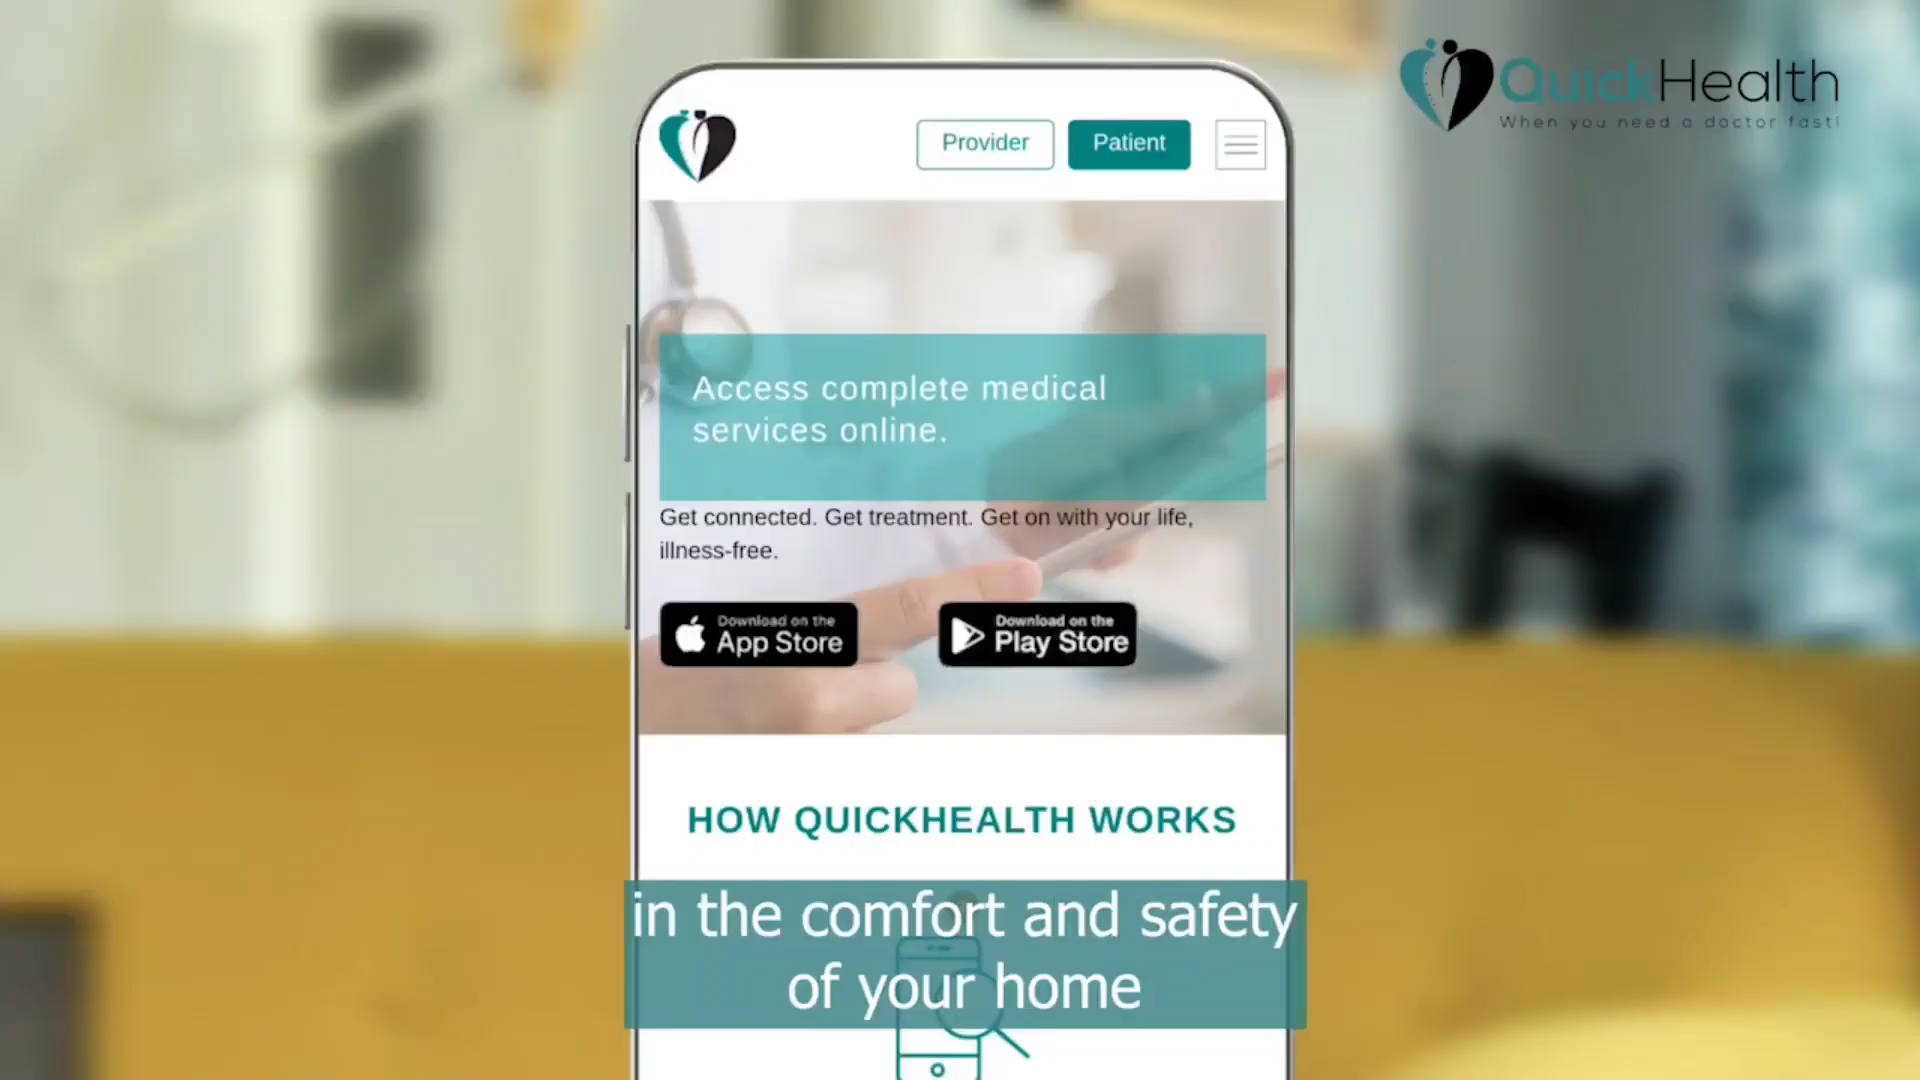 QuickHealth
When you need a doctor fast!
Provider
Patient
Access complete medical
services online.
Get connected. Get treatment. Get on with your life,
illness-free.
Download on the
App Store
Download on the
Play Store
HOW QUICKHEALTH WORKS
in the comfort and safety
of your home